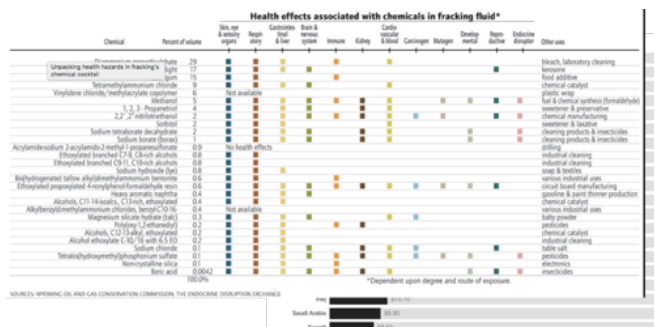 Health effects associated with chemicals in fracking fluid*
Chemical Percent of volume Skin, eye & sensory organs Respiratory Gastrointestinal & liver Brain & nervous system Immune Kidney Cardiovascular & blood Carcinogen Mutagen Developmental Reproductive Endocrine disruptor Other uses
29 bleach, laboratory cleaning
Unpacking health hazards in fracking's
chemical cocktail
17 kerosene
15 food additive
Tetramethylammonium chloride 9 chemical catalyst
Vinylidene chloride/methylacrylate copolymer 6 Not available plastic wrap
Methanol 5 fuel & chemical synthesis (formaldehyde)
1, 2, 3 - Propanetriol 4 sweetener & preservative
2,2',2" nitrilotriethanol 2 chemical manufacturing
Sorbitol 2 sweetener & laxative
Sodium tetraborate decahydrate 2 cleaning products & insecticides
Sodium borate (borax) 1 cleaning products & insecticides
Acrylamide-sodium 2-acrylamido-2-methyl-1-propanesulfonate 0.9 No health effects drilling
Ethoxylated branched C7-9, C8-rich alcohols 0.8 industrial cleaning
Ethoxylated branched C9-11, C10-rich alcohols 0.8 industrial cleaning
Sodium hydroxide (lye) 0.8 soap & textiles
Bis(hydrogenated tallow alkyl)dimethylammonium bentonite 0.6 various industrial uses
Ethoxylated propoxylated 4-nonylphenol-formaldehyde resin 0.6 circuit board manufacturing
Heavy aromatic naphtha 0.4 gasoline & paint thinner production
Alcohols, C11-14-isoalcs., C13-rich, ethoxylated 0.4 chemical catalyst
Alkylbenzyldimethylammonium chlorides, benzyl-C10-16- 0.4 Not available various industrial uses
Magnesium silicate hydrate (talc) 0.3 baby powder
Poly(oxy-1,2-ethanediyl) 0.2 pesticides
Alcohols, C12-13-alkyl, ethoxylated 0.2 chemical catalyst
Alcohol ethoxylate C-10/16 with 6.5 EO 0.2 industrial cleaning
Sodium chloride 0.1 table salt
Tetrakis(hydroxymethyl)phosphonium sulfate 0.1 pesticides
Non-crystalline silica 0.1 electronics
Boric acid 0.0042 insecticides
100.0% *Dependent upon degree and route of exposure.
SOURCES: WYOMING OIL AND GAS CONSERVATION COMMISSION; THE ENDOCRINE DISRUPTION EXCHANGE
Iraq
Saudi Arabia